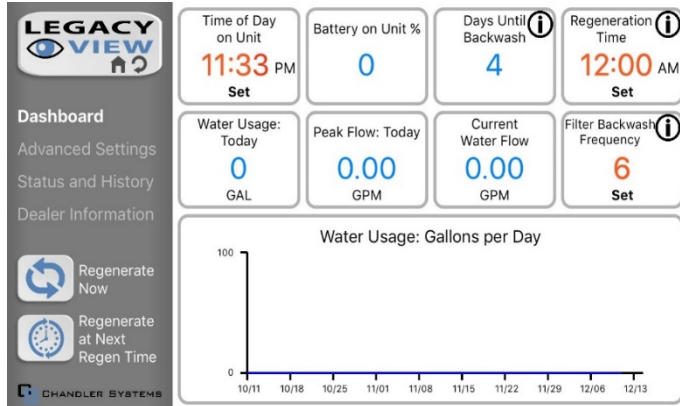 LEGACY
VIEW
Dashboard
Advanced Settings
Status and History
Dealer Information
Regenerate
Now
Regenerate
at Next
Regen Time
CHANDLER SYSTEMS
Time of Day
on Unit
11:33 PM
Set
Battery on Unit %
0
Days Until
Backwash
i
4
Regeneration
Time
i
12:00 AM
Set
Water Usage:
Today
0
GAL
Peak Flow: Today
0.00
GPM
Current
Water Flow
0.00
GPM
Filter Backwash
Frequency
i
6
Set
Water Usage: Gallons per Day
100
0
10/11 10/18 10/25 11/01 11/08 11/15 11/22 11/29 12/06 12/13